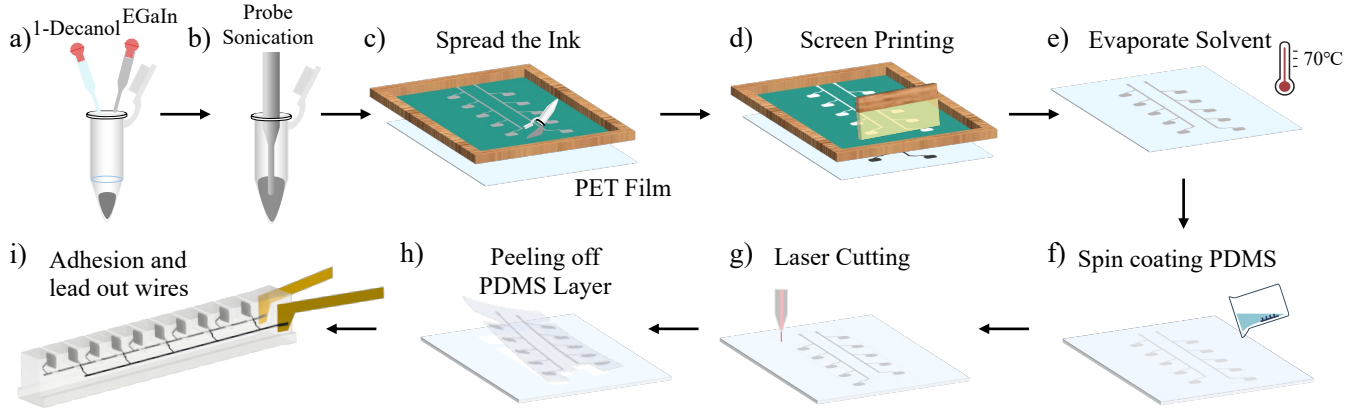 a)
1-Decanol
EGaIn
b)
Probe
Sonication
c)
Spread the Ink
PET Film
d)
Screen Printing
e)
Evaporate Solvent
70℃
f)
Spin coating PDMS
g)
Laser Cutting
h)
Peeling off
PDMS Layer
i)
Adhesion and
lead out wires